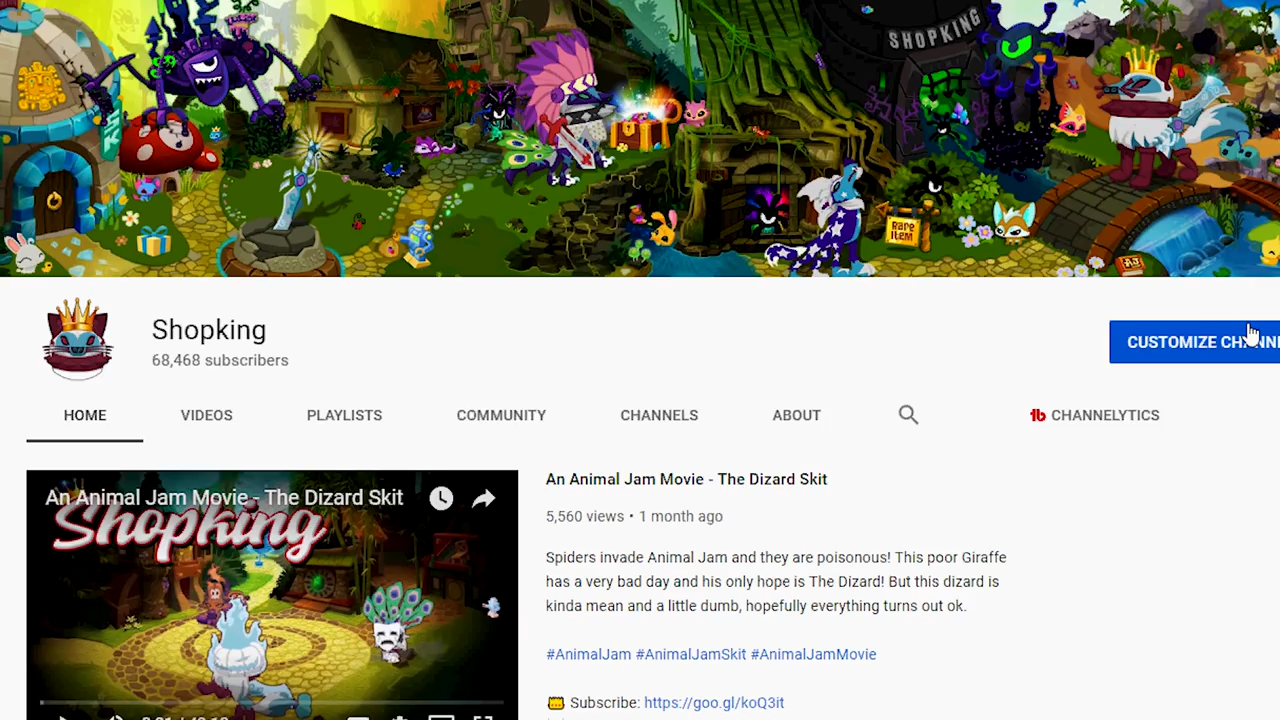 SHOPKING
RARE
ITEM
AJ
Shopking
68,468 subscribers
CUSTOMIZE CHANNE
HOME VIDEOS PLAYLISTS COMMUNITY CHANNELS ABOUT CHANNELYTICS
An Animal Jam Movie - The Dizard Skit
Shopking
An Animal Jam Movie - The Dizard Skit
5,560 views • 1 month ago
Spiders invade Animal Jam and they are poisonous! This poor Giraffe
has a very bad day and his only hope is The Dizard! But this dizard is
kinda mean and a little dumb, hopefully everything turns out ok.
#AnimalJam #AnimalJamSkit #AnimalJamMovie
Subscribe: https://goo.gl/koQ3it